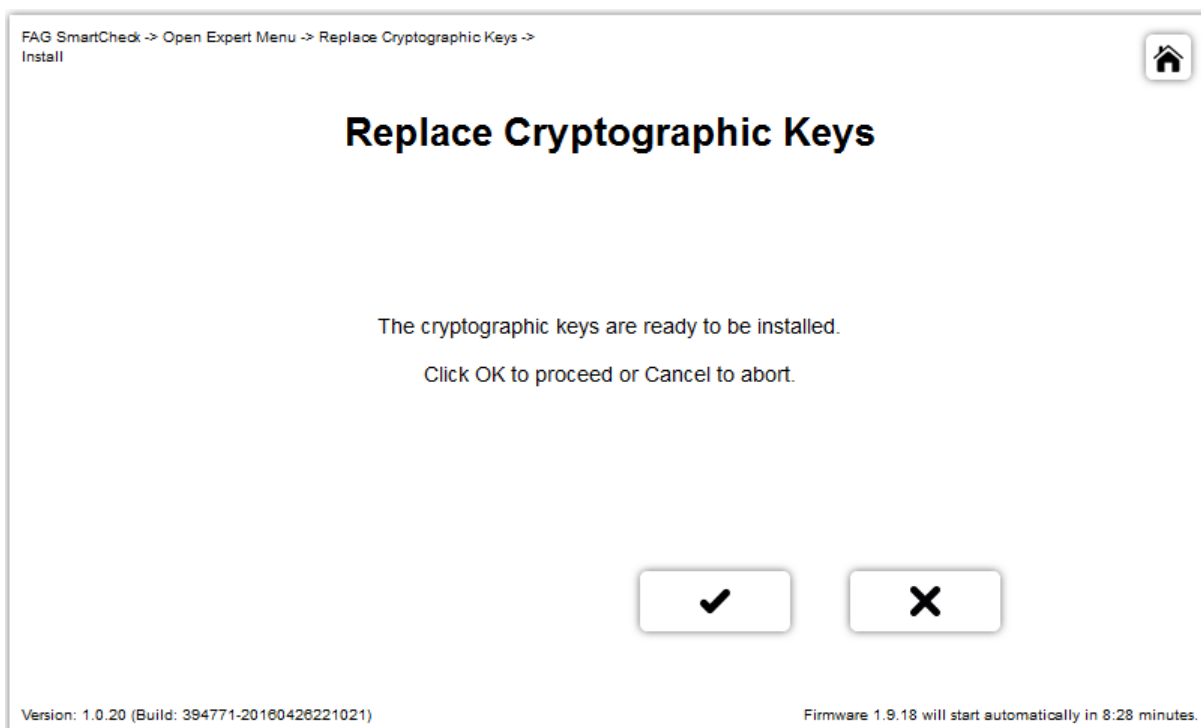 FAG SmartCheck -> Open Expert Menu -> Replace Cryptographic Keys ->
Install
Replace Cryptographic Keys
The cryptographic keys are ready to be installed.
Click OK to proceed or Cancel to abort.
Version: 1.0.20 (Build: 394771-20160426221021)
Firmware 1.9.18 will start automatically in 8:28 minutes.